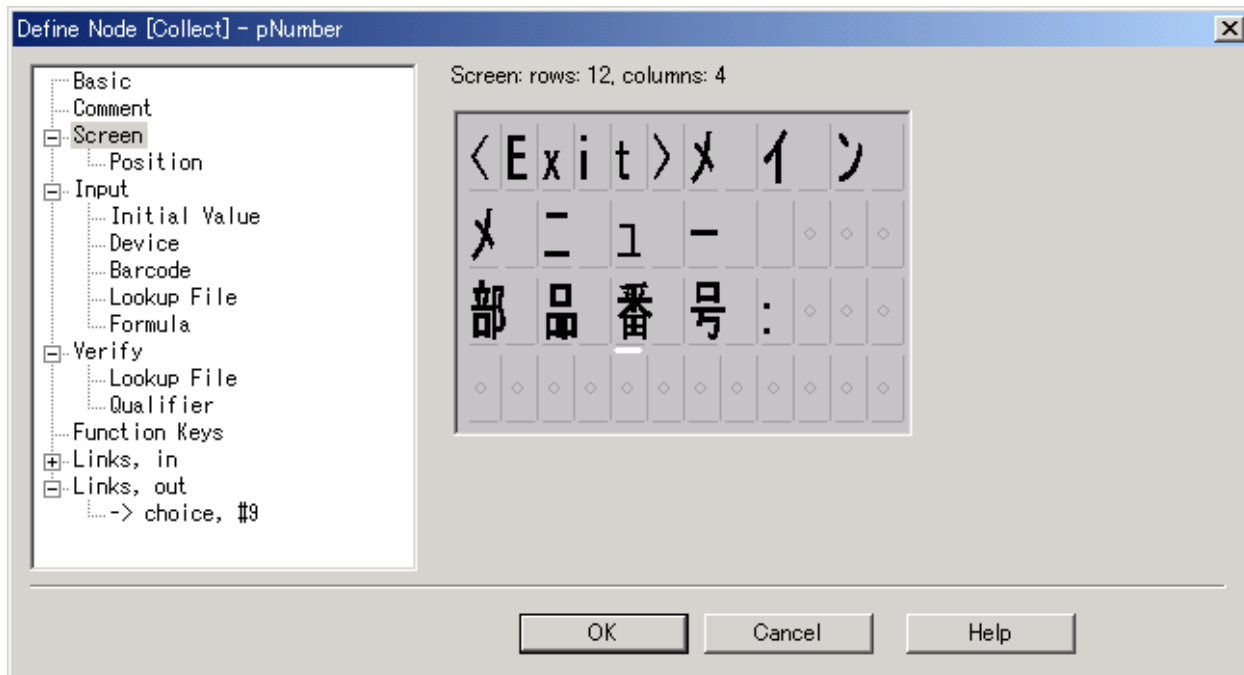 Define Node [Collect] - pNumber
Basic
Comment
Screen
Position
Input
Initial Value
Device
Barcode
Lookup File
Formula
Verify
Lookup File
Qualifier
Function Keys
Links, in
Links, out
-> choice, #9
Screen: rows: 12, columns: 4
<Exit>メイン
メニュー
部品番号:
OK
Cancel
Help